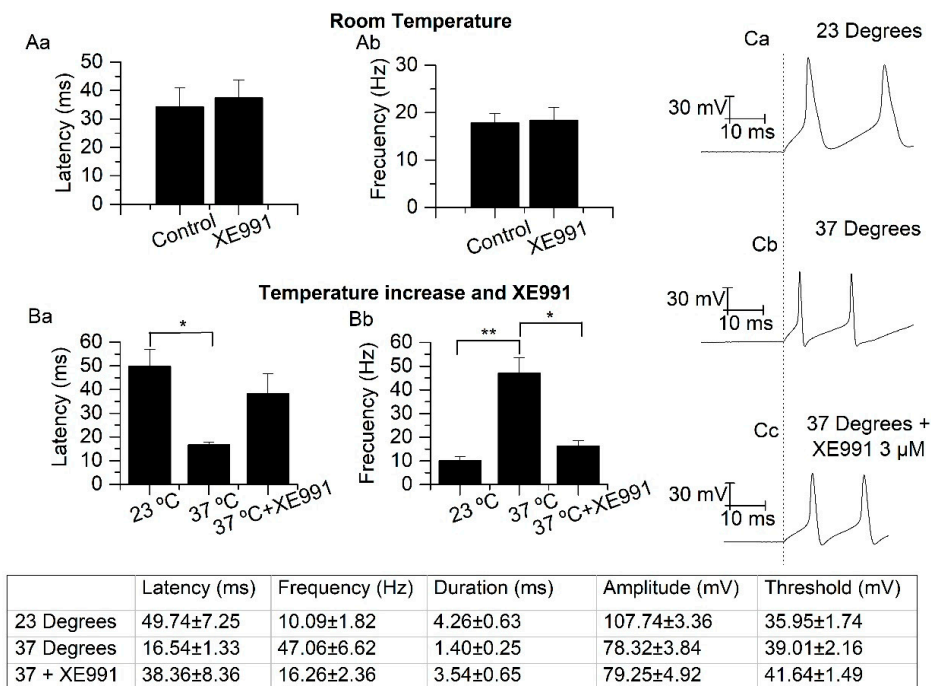 Room Temperature
Aa
Latency (ms)
50
40
30
20
10
0
Control
XE991
Ab
Frecuency (Hz)
30
20
10
0
Control
XE991
Ca
23 Degrees
30 mV
10 ms
Cb
37 Degrees
30 mV
10 ms
Cc
37 Degrees +
XE991 3 µM
30 mV
10 ms
Temperature increase and XE991
Ba
Latency (ms)
60
50
40
30
20
10
0
*
23 ºC
37 ºC
37 ºC+XE991
Bb
Frecuency (Hz)
60
50
40
30
20
10
0
**
*
23 ºC
37 ºC
37 ºC+XE991
Latency (ms) Frequency (Hz) Duration (ms) Amplitude (mV) Threshold (mV)
23 Degrees 49.74±7.25 10.09±1.82 4.26±0.63 107.74±3.36 35.95±1.74
37 Degrees 16.54±1.33 47.06±6.62 1.40±0.25 78.32±3.84 39.01±2.16
37 + XE991 38.36±8.36 16.26±2.36 3.54±0.65 79.25±4.92 41.64±1.49